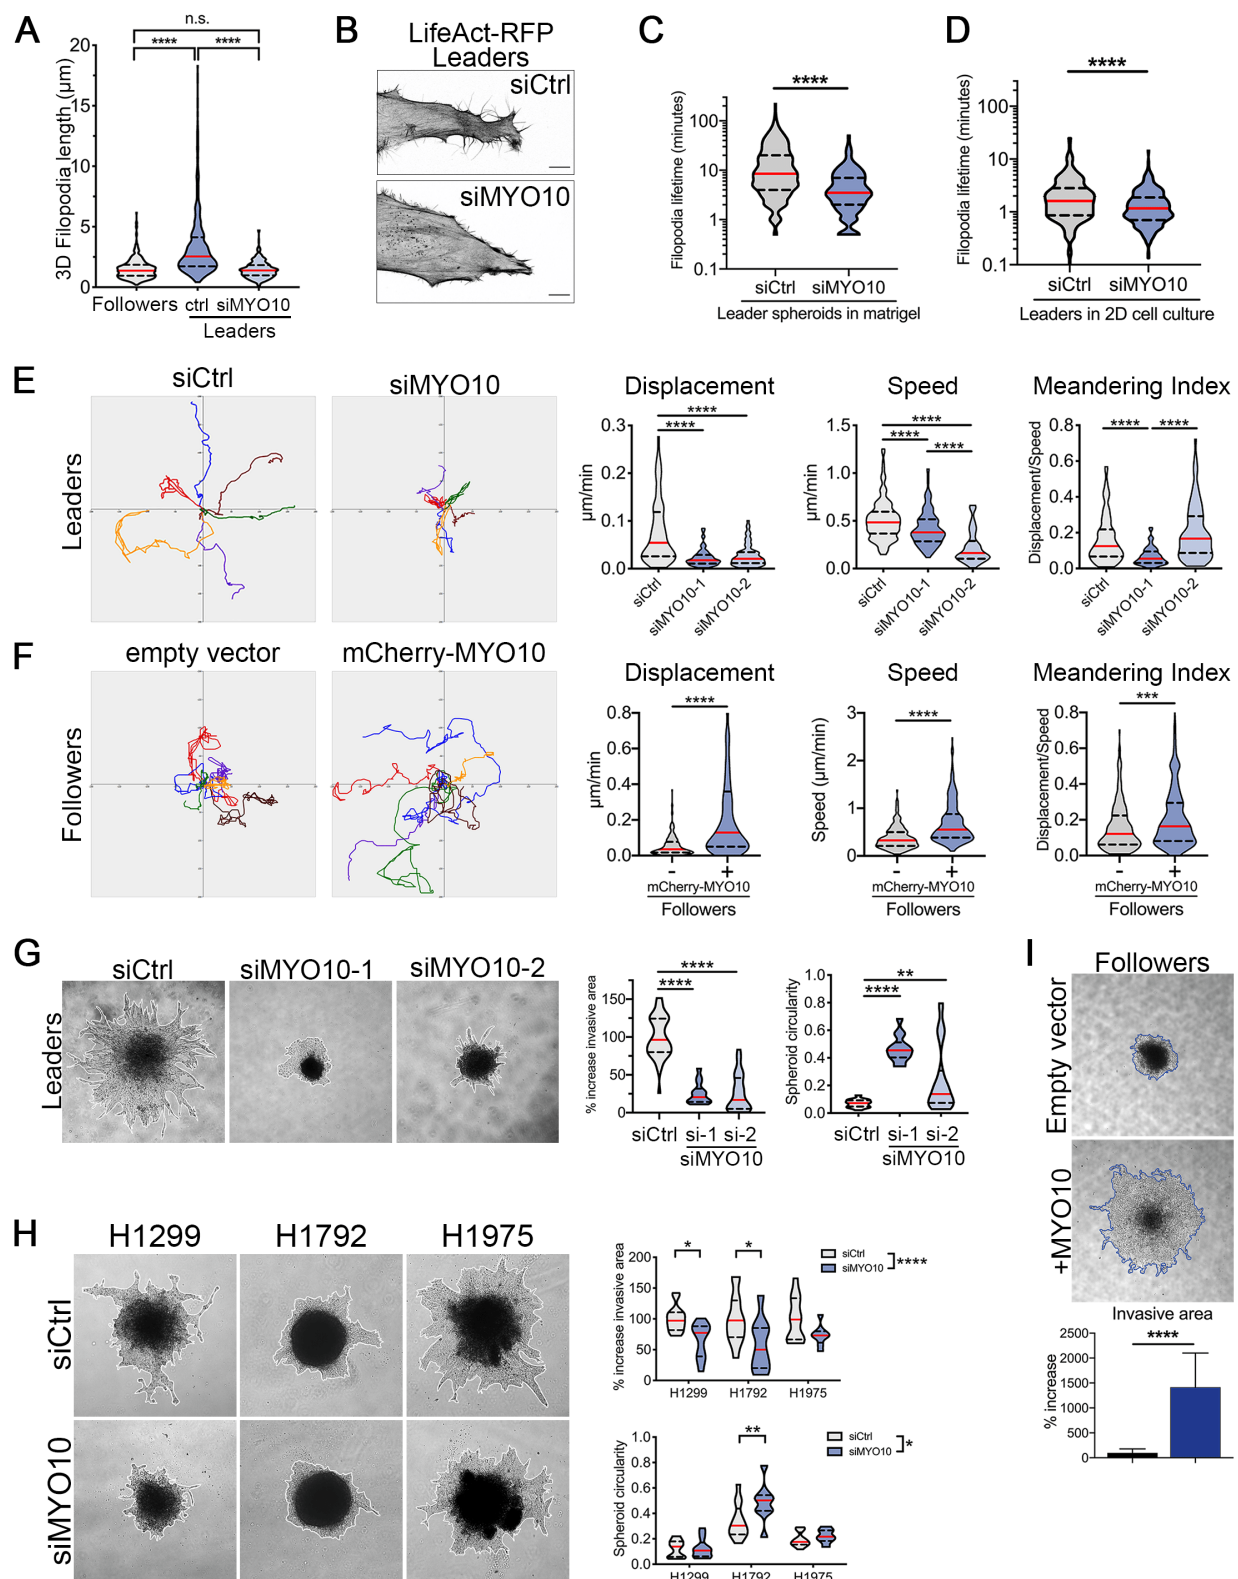 A
n.s.
****
****
3D Filopodia length (μm)
20
15
10
5
0
Followers
ctrl
siMYO10
Leaders
B
LifeAct-RFP
Leaders
siCtrl
siMYO10
C
****
Filopodia lifetime (minutes)
100
10
1
0.1
siCtrl
siMYO10
Leader spheroids in matrigel
D
****
Filopodia lifetime (minutes)
100
10
1
0.1
siCtrl
siMYO10
Leaders in 2D cell culture
E
siCtrl
siMYO10
Leaders
Displacement
****
****
μm/min
0.3
0.2
0.1
0.0
siCtrl
siMYO10-1
siMYO10-2
Speed
****
****
****
μm/min
1.5
1.0
0.5
0.0
siCtrl
siMYO10-1
siMYO10-2
Meandering Index
****
****
Displacement/Speed
0.8
0.6
0.4
0.2
0.0
siCtrl
siMYO10-1
siMYO10-2
F
empty vector
mCherry-MYO10
Followers
Displacement
****
μm/min
0.8
0.6
0.4
0.2
0.0
-
+
mCherry-MYO10
Followers
Speed
****
Speed (μm/min)
3
2
1
0
-
+
mCherry-MYO10
Followers
Meandering Index
***
Displacement/Speed
0.8
0.6
0.4
0.2
0.0
-
+
mCherry-MYO10
Followers
G
siCtrl
siMYO10-1
siMYO10-2
Leaders
****
****
% increase invasive area
150
100
50
0
siCtrl
si-1
si-2
siMYO10
**
****
Spheroid circularity
1.0
0.8
0.6
0.4
0.2
0.0
siCtrl
si-1
si-2
siMYO10
H
H1299
H1792
H1975
siCtrl
siMYO10
*
*
siCtrl
siMYO10
****
% increase invasive area
200
150
100
50
0
H1299
H1792
H1975
**
siCtrl
siMYO10
*
Spheroid circularity
1.0
0.8
0.6
0.4
0.2
0.0
H1299
H1792
H1975
I
Followers
Empty vector
+MYO10
Invasive area
****
% increase
2500
2000
1500
1000
500
0